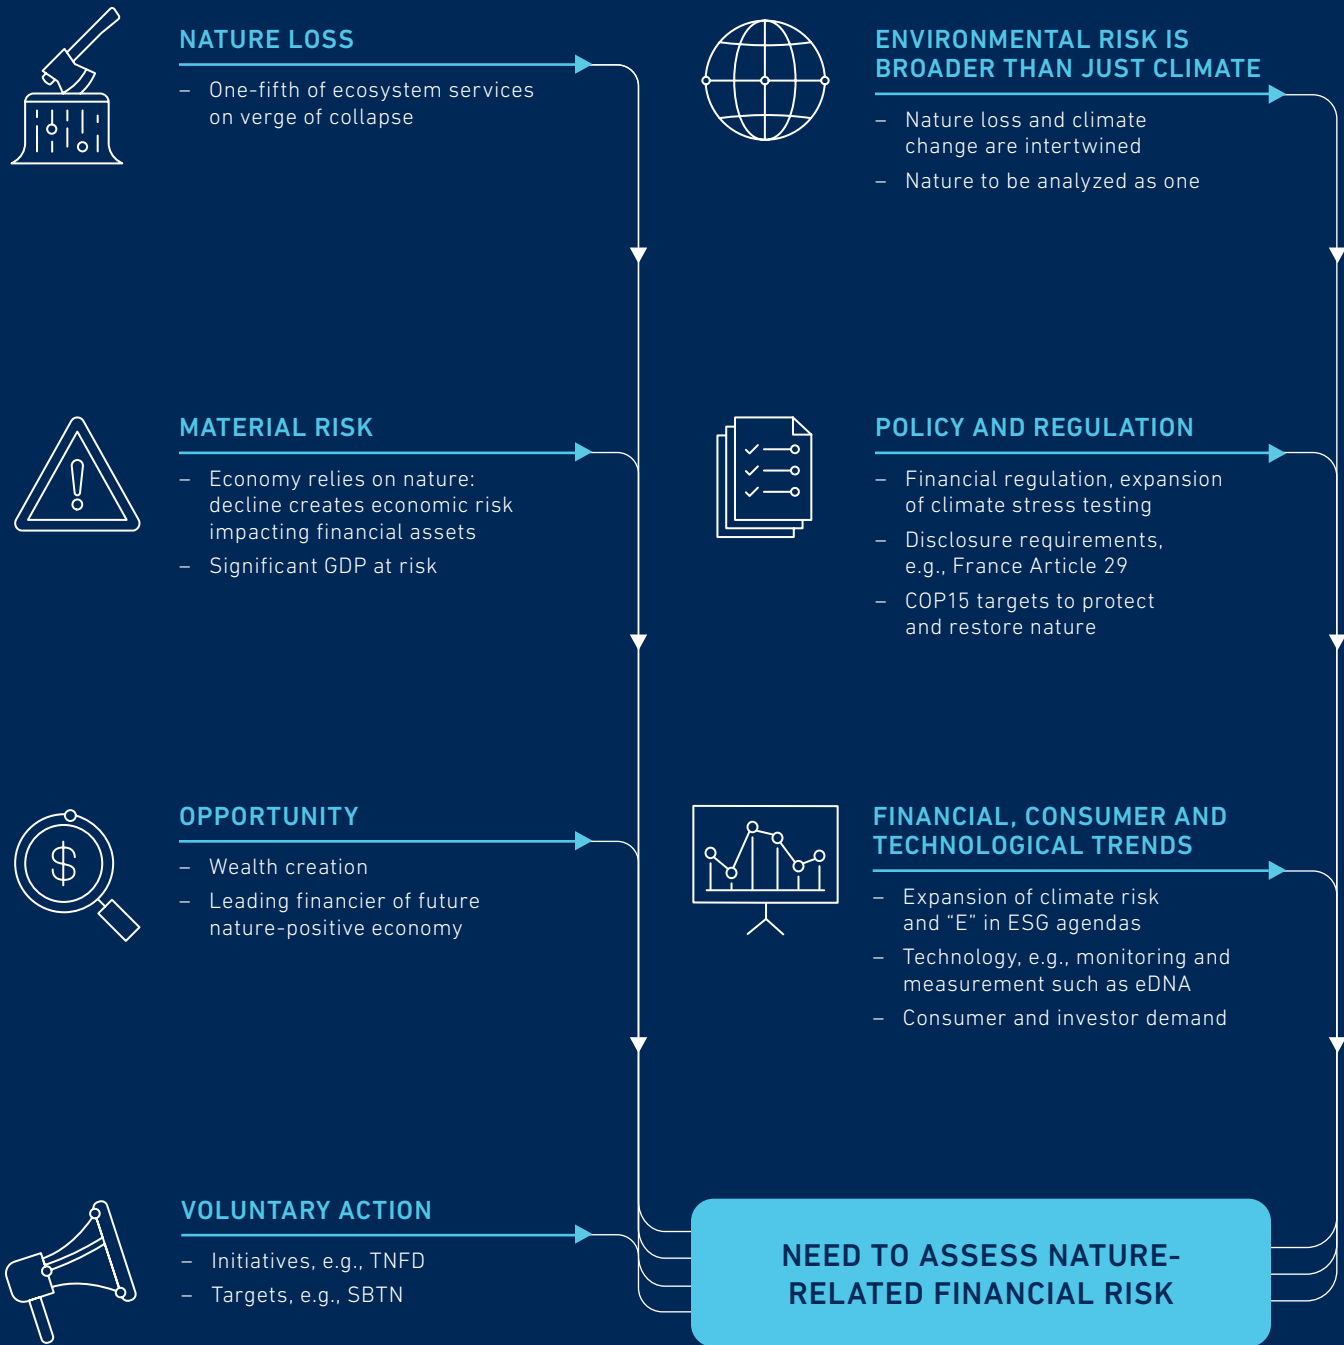 NATURE LOSS
– One-fifth of ecosystem services
on verge of collapse
ENVIRONMENTAL RISK IS
BROADER THAN JUST CLIMATE
– Nature loss and climate
change are intertwined
– Nature to be analyzed as one
MATERIAL RISK
– Economy relies on nature:
decline creates economic risk
impacting financial assets
– Significant GDP at risk
POLICY AND REGULATION
– Financial regulation, expansion
of climate stress testing
– Disclosure requirements,
e.g., France Article 29
– COP15 targets to protect
and restore nature
OPPORTUNITY
– Wealth creation
– Leading financier of future
nature-positive economy
$
FINANCIAL, CONSUMER AND
TECHNOLOGICAL TRENDS
– Expansion of climate risk
and “E” in ESG agendas
– Technology, e.g., monitoring and
measurement such as eDNA
– Consumer and investor demand
VOLUNTARY ACTION
– Initiatives, e.g., TNFD
– Targets, e.g., SBTN
NEED TO ASSESS NATURE-
RELATED FINANCIAL RISK